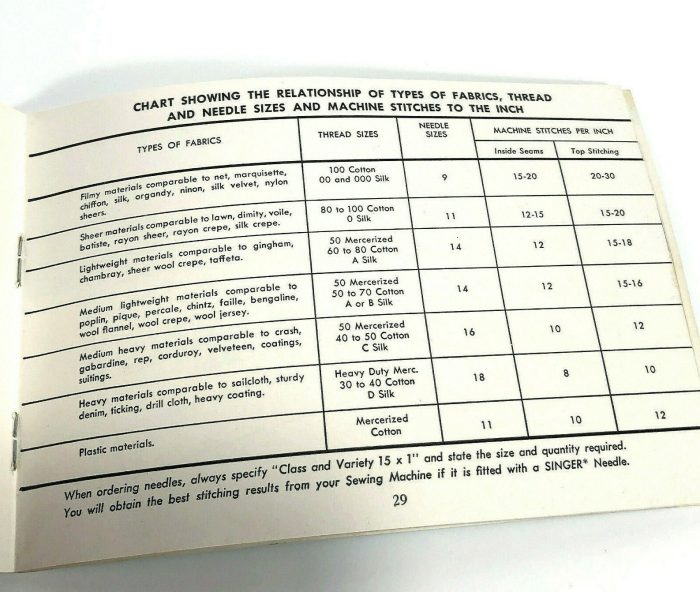 CHART SHOWING THE RELATIONSHIP OF TYPES OF FABRICS, THREAD
AND NEEDLE SIZES AND MACHINE STITCHES TO THE INCH
TYPES OF FABRICS
THREAD SIZES
NEEDLE
SIZES
MACHINE STITCHES PER INCH
Inside Seams
Top Stitching
Filmy materials comparable to net, marquisette,
chiffon, silk, organdy, ninon, silk velvet, nylon
sheers.
100 Cotton
00 and 000 Silk
9
15-20
20-30
Sheer materials comparable to lawn, dimity, voile,
batiste, rayon sheer, rayon crepe, silk crepe.
80 to 100 Cotton
0 Silk
11
12-15
15-20
Lightweight materials comparable to gingham,
chambray, sheer wool crepe, taffeta.
50 Mercerized
60 to 80 Cotton
A Silk
14
12
15-18
Medium lightweight materials comparable to
poplin, pique, percale, chintz, faille, bengaline,
wool flannel, wool crepe, wool jersey.
50 Mercerized
50 to 70 Cotton
A or B Silk
14
12
15-16
Medium heavy materials comparable to crash,
gabardine, rep, corduroy, velveteen, coatings,
suitings.
50 Mercerized
40 to 50 Cotton
C Silk
16
10
12
Heavy materials comparable to sailcloth, sturdy
denim, ticking, drill cloth, heavy coating.
Heavy Duty Merc.
30 to 40 Cotton
D Silk
18
8
10
Plastic materials.
Mercerized
Cotton
11
10
12
When ordering needles, always specify "Class and Variety 15 x 1" and state the size and quantity required.
You will obtain the best stitching results from your Sewing Machine if it is fitted with a SINGER* Needle.
29